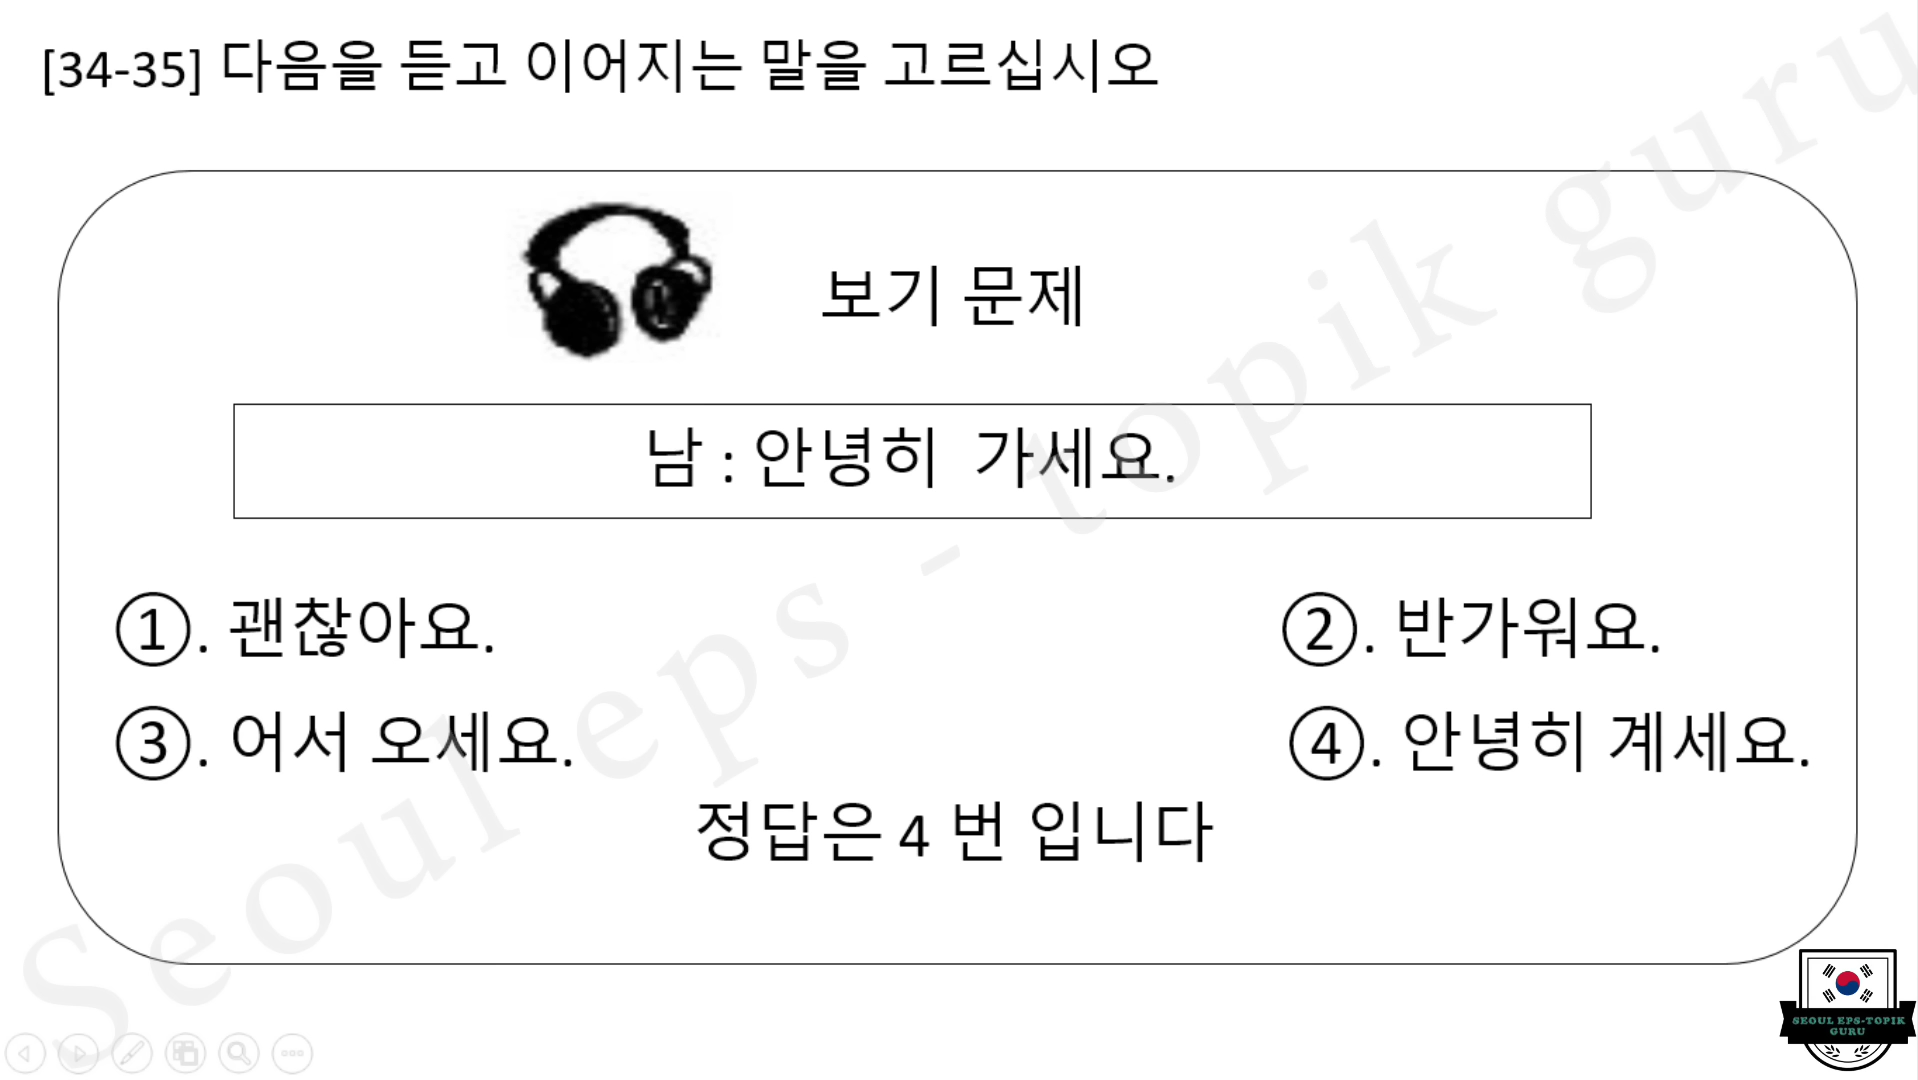 [34-35] 다음을 듣고 이어지는 말을 고르십시오
보기 문제
남 : 안녕히 가세요.
①. 괜찮아요.
②. 반가워요.
③. 어서 오세요.
④. 안녕히 계세요.
정답은 4 번 입니다
Seoul eps - topik guru
SEOUL EPS-TOPIK
GURU